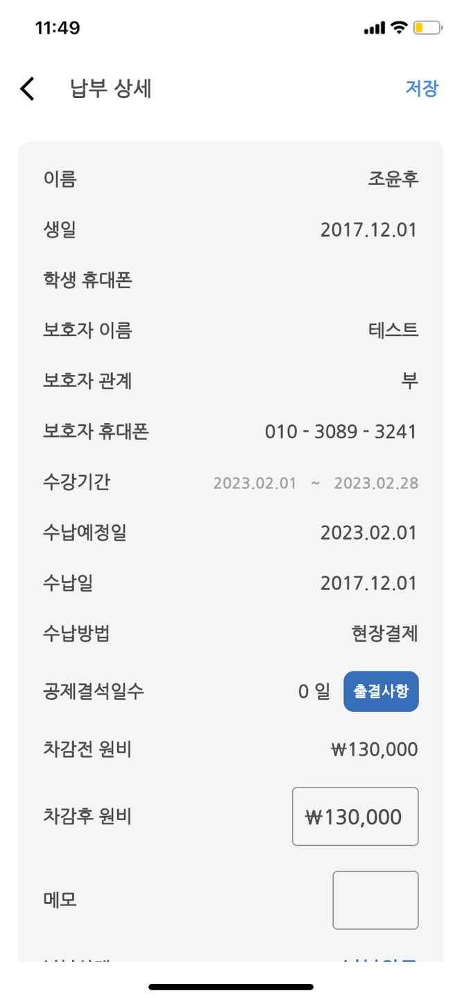 11:49
납부 상세 저장
이름 조윤후
생일 2017.12.01
학생 휴대폰
보호자 이름 테스트
보호자 관계 부
보호자 휴대폰 010 - 3089 - 3241
수강기간 2023.02.01 ~ 2023.02.28
수납예정일 2023.02.01
수납일 2017.12.01
수납방법 현장결제
공제결석일수 0 일 출결사항
차감전 원비 ₩130,000
차감후 원비 ₩130,000
메모